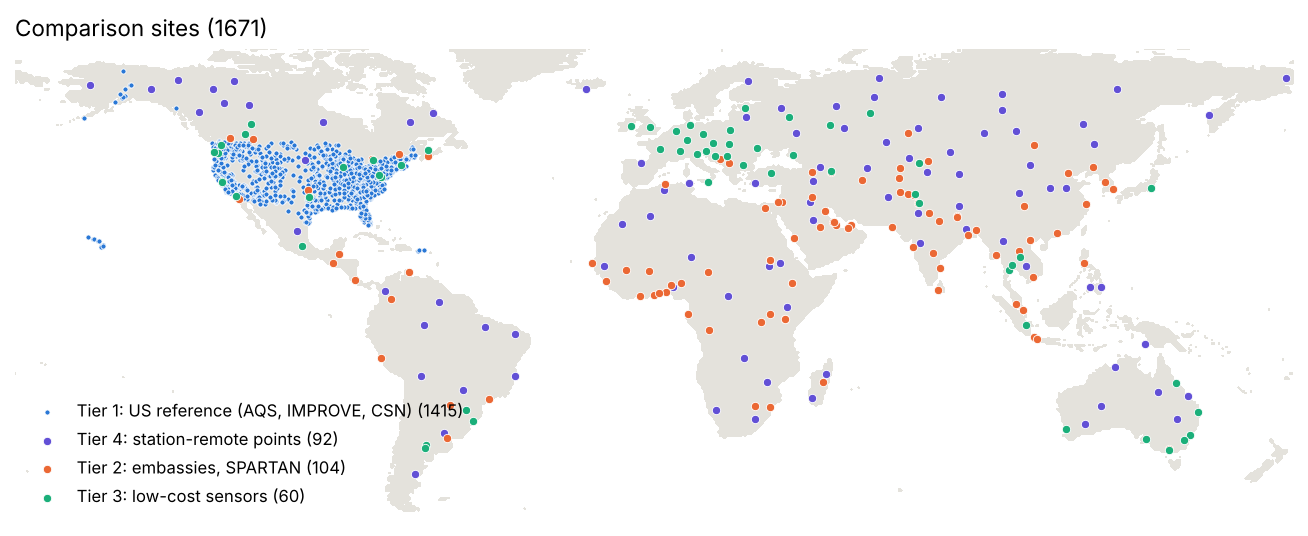 Comparison sites (1671)
Tier 1: US reference (AQS, IMPROVE, CSN) (1415)
Tier 4: station-remote points (92)
Tier 2: embassies, SPARTAN (104)
Tier 3: low-cost sensors (60)